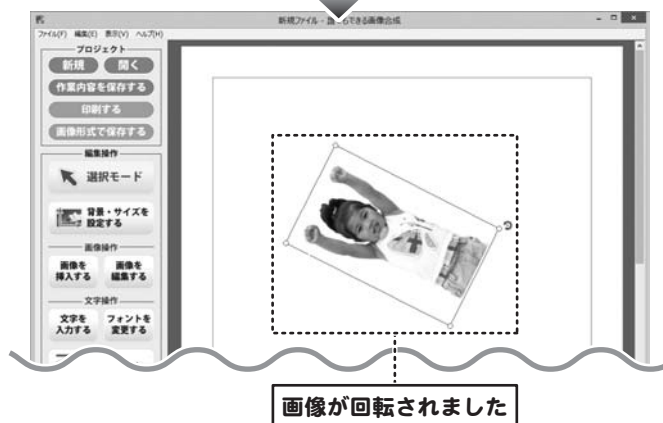 新規ファイル - 誰でもできる画像合成
ファイル(F) 編集(E) 表示(V) ヘルプ(H)
プロジェクト
新規 開く
作業内容を保存する
印刷する
画像形式で保存する
編集操作
選択モード
背景・サイズを
設定する
画像操作
画像を
挿入する
画像を
編集する
文字操作
文字を
入力する
フォントを
変更する
画像が回転されました